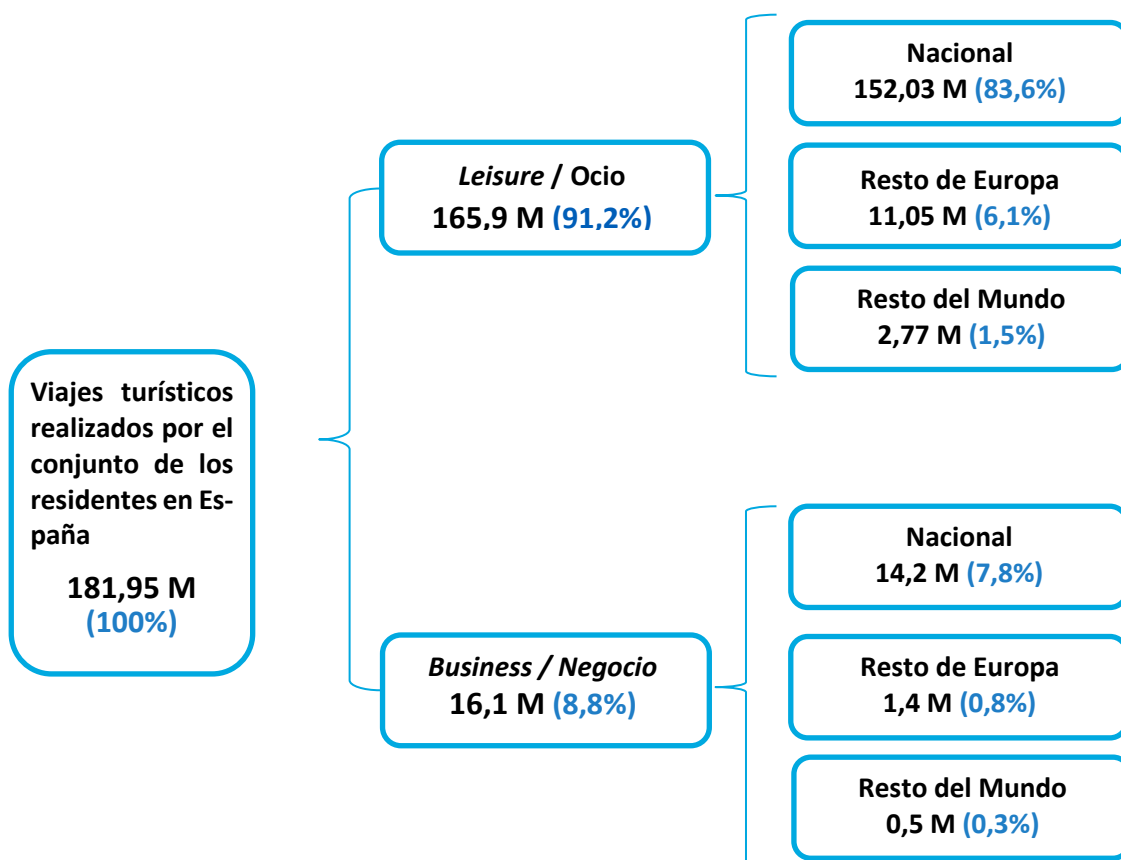 Viajes turísticos
realizados por el
conjunto de los
residentes en Es-
paña
181,95 M
(100%)
Leisure / Ocio
165,9 M (91,2%)
Nacional
152,03 M (83,6%)
Resto de Europa
11,05 M (6,1%)
Resto del Mundo
2,77 M (1,5%)
Business / Negocio
16,1 M (8,8%)
Nacional
14,2 M (7,8%)
Resto de Europa
1,4 M (0,8%)
Resto del Mundo
0,5 M (0,3%)